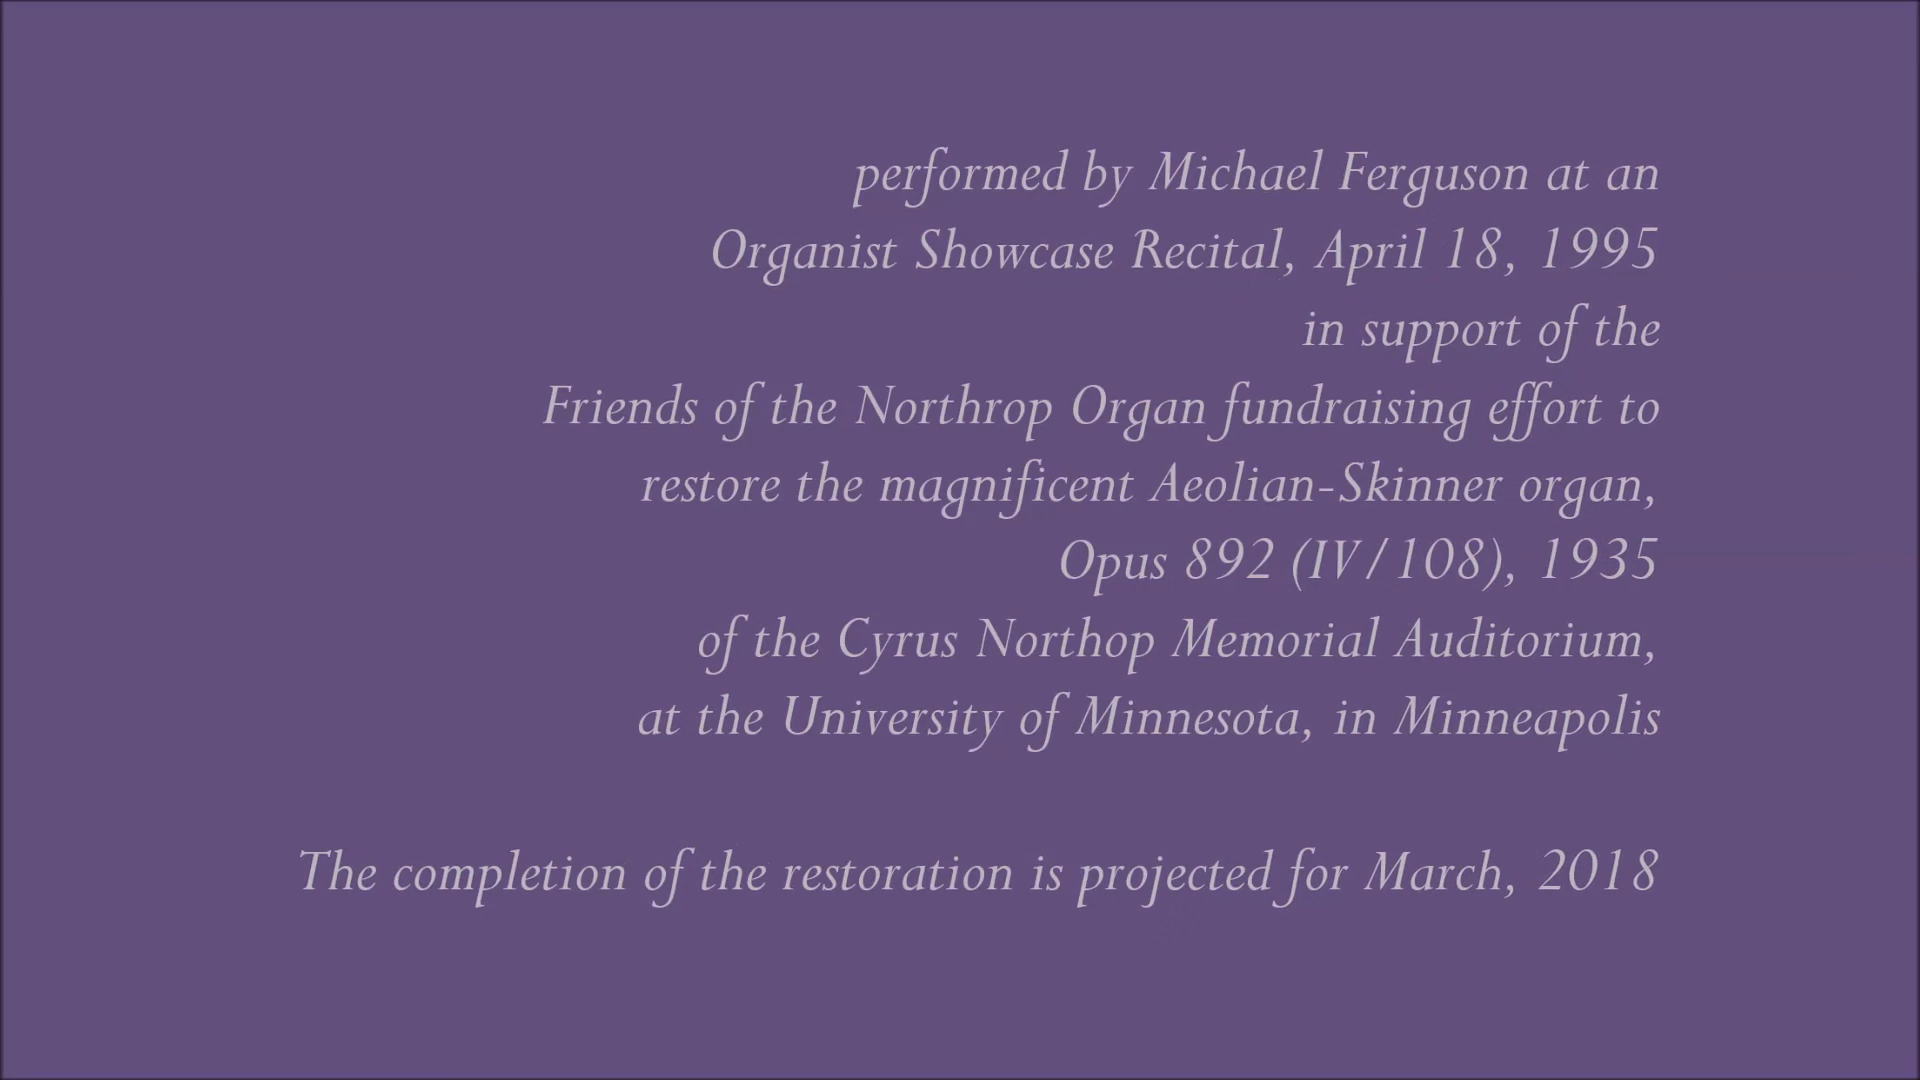 performed by Michael Ferguson at an
Organist Showcase Recital, April 18, 1995
in support of the
Friends of the Northrop Organ fundraising effort to
restore the magnificent Aeolian-Skinner organ,
Opus 892 (IV/108), 1935
of the Cyrus Northop Memorial Auditorium,
at the University of Minnesota, in Minneapolis
The completion of the restoration is projected for March, 2018